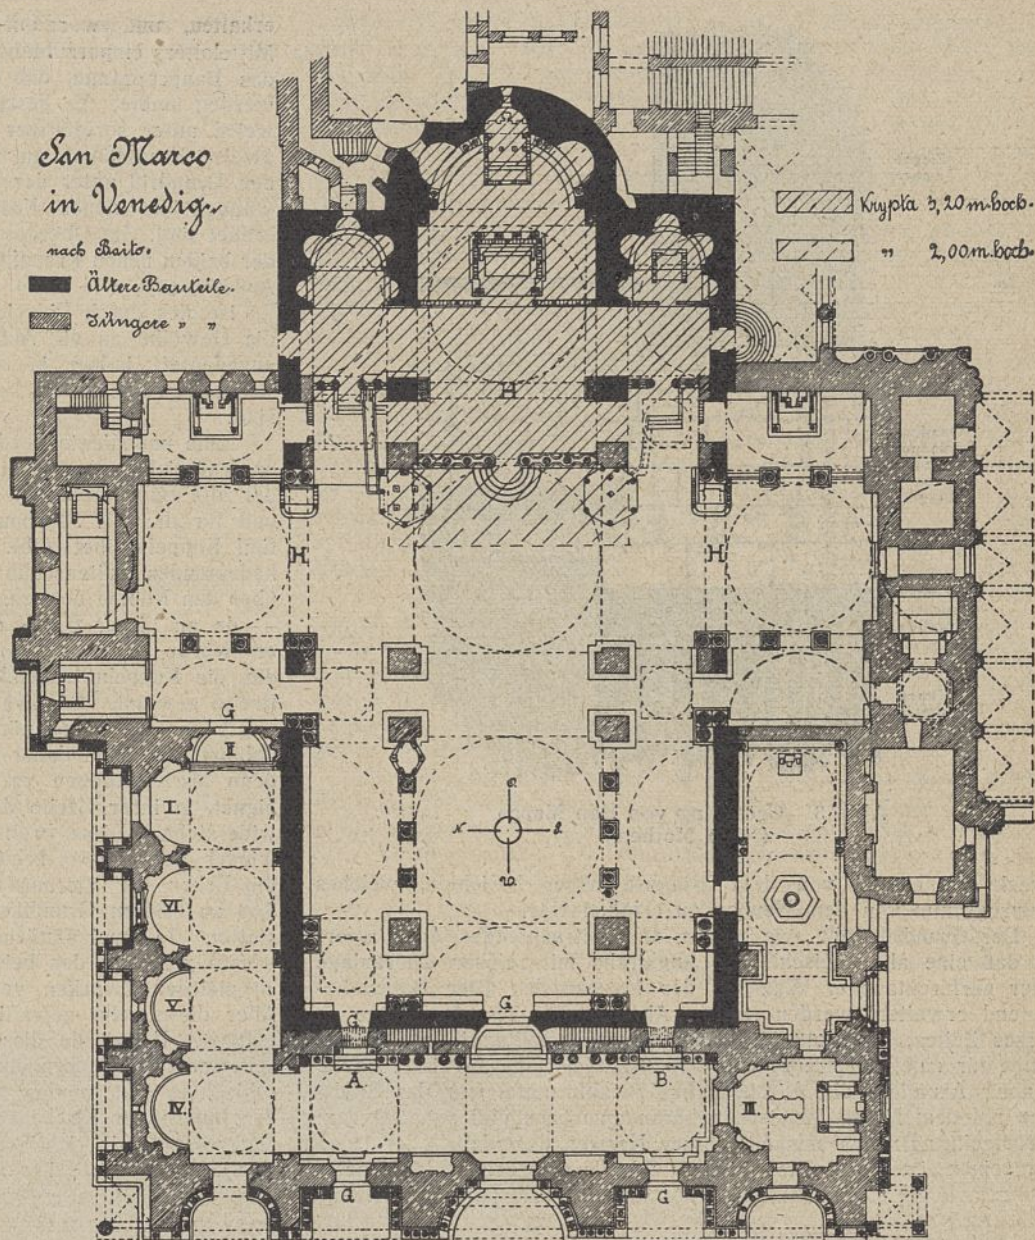 San Marco
in Venedig.
nach Baito.
Ältere Bauteile.
Jüngere " "
Krypta 3,20 m. hoch.
" 2,00 m. hoch.
H
H
H
G
II
I.
VI.
V.
IV.
O.
N
S.
W.
G
G
A
B
III.
G
G